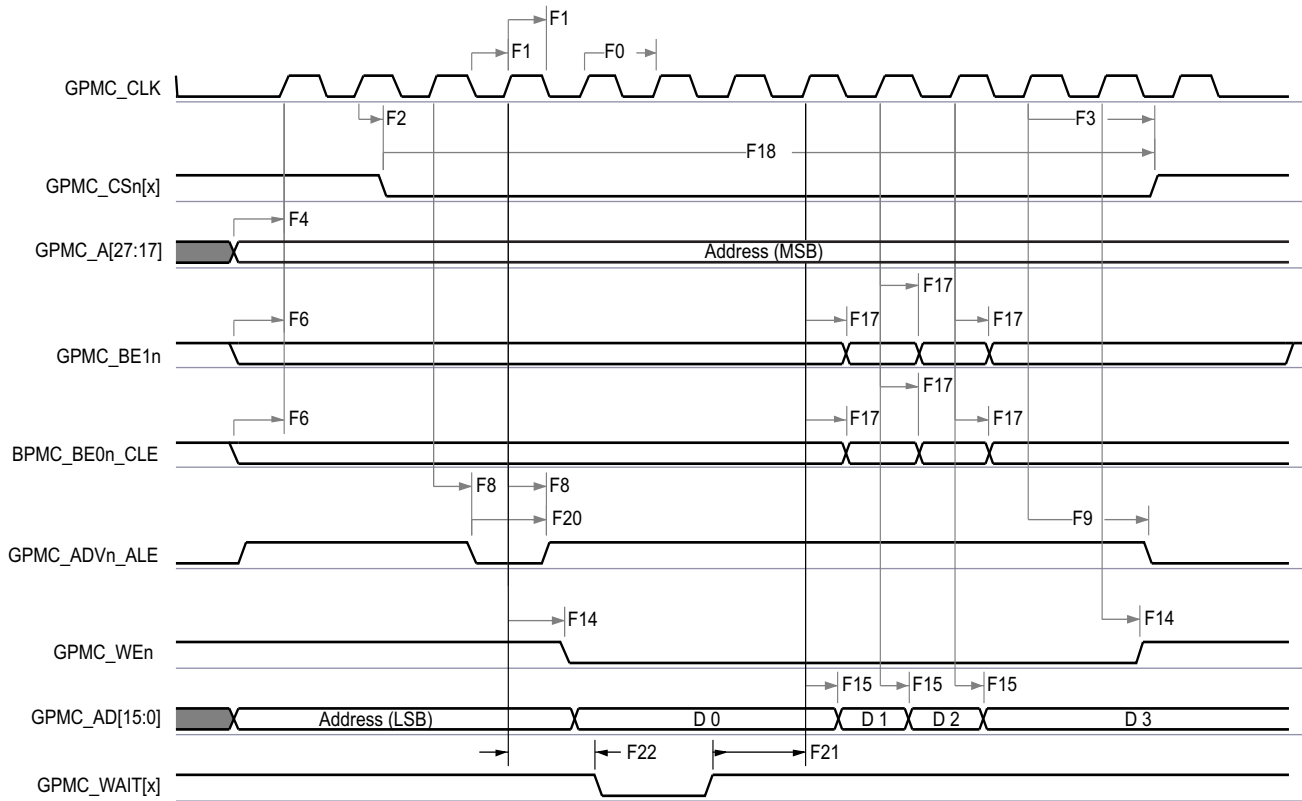 F1
F1
F0
GPMC_CLK
F2
F3
F18
GPMC_CSn[x]
F4
GPMC_A[27:17]
Address (MSB)
F17
F6
F17
F17
GPMC_BE1n
F17
F6
F17
F17
BPMC_BE0n_CLE
F8
F8
F20
F9
GPMC_ADVn_ALE
F14
F14
GPMC_WEn
F15
F15
F15
GPMC_AD[15:0]
Address (LSB)
D 0
D 1
D 2
D 3
F22
F21
GPMC_WAIT[x]